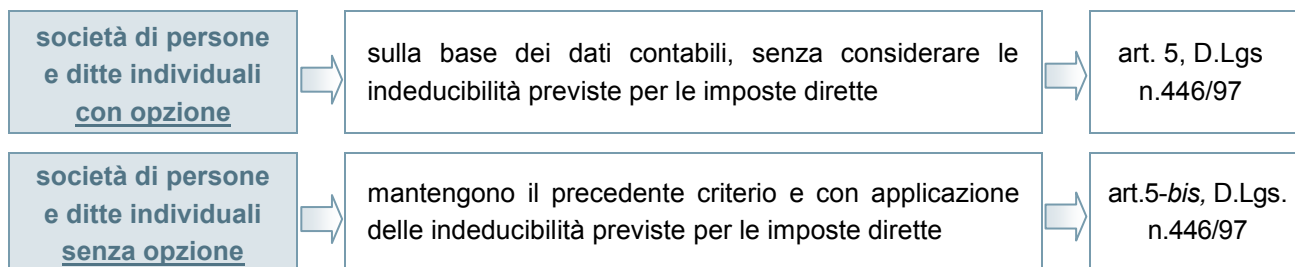 società di persone
e ditte individuali
con opzione
sulla base dei dati contabili, senza considerare le
indeducibilità previste per le imposte dirette
art. 5, D.Lgs
n.446/97
società di persone
e ditte individuali
senza opzione
mantengono il precedente criterio e con applicazione
delle indeducibilità previste per le imposte dirette
art.5-bis, D.Lgs.
n.446/97